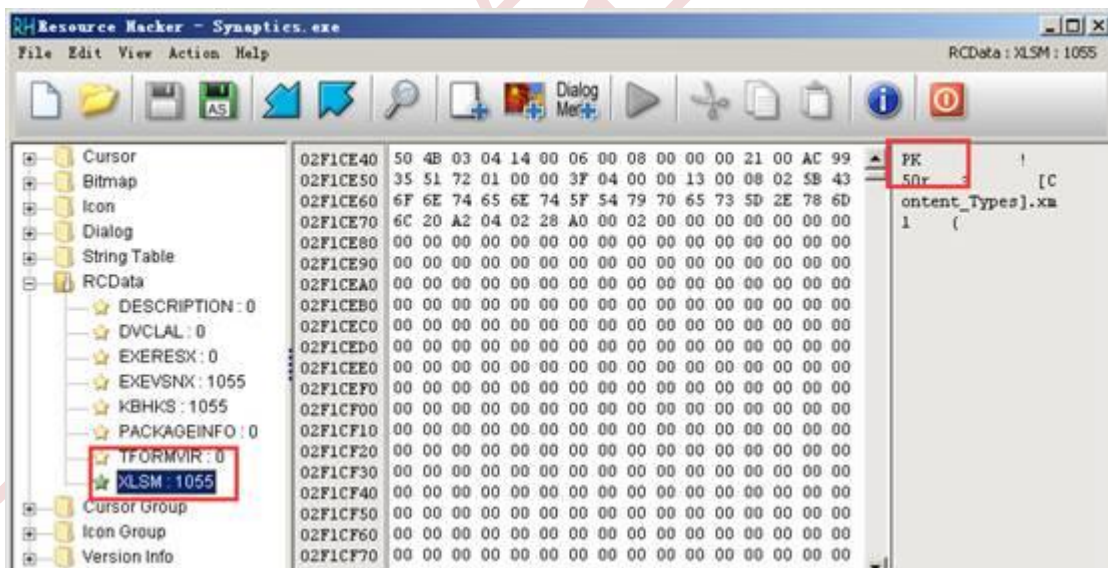 Resource Hacker - Synaptics.exe
File Edit View Action Help
RCData : XLSM : 1055
AS
Dialog
Mer
Cursor
Bitmap
Icon
Dialog
String Table
RCData
DESCRIPTION : 0
DVCLAL : 0
EXERESX : 0
EXEVSNX : 1055
KBHKS : 1055
PACKAGEINFO : 0
TFORMVIR : 0
XLSM : 1055
Cursor Group
Icon Group
Version Info
02F1CE40 50 4B 03 04 14 00 06 00 08 00 00 00 21 00 AC 99
02F1CE50 35 51 72 01 00 00 3F 04 00 00 13 00 08 02 5B 43
02F1CE60 6F 6E 74 65 6E 74 5F 54 79 70 65 73 5D 2E 78 6D
02F1CE70 6C 20 A2 04 02 28 A0 00 02 00 00 00 00 00 00 00
02F1CE80 00 00 00 00 00 00 00 00 00 00 00 00 00 00 00 00
02F1CE90 00 00 00 00 00 00 00 00 00 00 00 00 00 00 00 00
02F1CEA0 00 00 00 00 00 00 00 00 00 00 00 00 00 00 00 00
02F1CEB0 00 00 00 00 00 00 00 00 00 00 00 00 00 00 00 00
02F1CEC0 00 00 00 00 00 00 00 00 00 00 00 00 00 00 00 00
02F1CED0 00 00 00 00 00 00 00 00 00 00 00 00 00 00 00 00
02F1CEE0 00 00 00 00 00 00 00 00 00 00 00 00 00 00 00 00
02F1CEF0 00 00 00 00 00 00 00 00 00 00 00 00 00 00 00 00
02F1CF00 00 00 00 00 00 00 00 00 00 00 00 00 00 00 00 00
02F1CF10 00 00 00 00 00 00 00 00 00 00 00 00 00 00 00 00
02F1CF20 00 00 00 00 00 00 00 00 00 00 00 00 00 00 00 00
02F1CF30 00 00 00 00 00 00 00 00 00 00 00 00 00 00 00 00
02F1CF40 00 00 00 00 00 00 00 00 00 00 00 00 00 00 00 00
02F1CF50 00 00 00 00 00 00 00 00 00 00 00 00 00 00 00 00
02F1CF60 00 00 00 00 00 00 00 00 00 00 00 00 00 00 00 00
02F1CF70 00 00 00 00 00 00 00 00 00 00 00 00 00 00 00 00
PK !
[C
ontent_Types].xm
l (